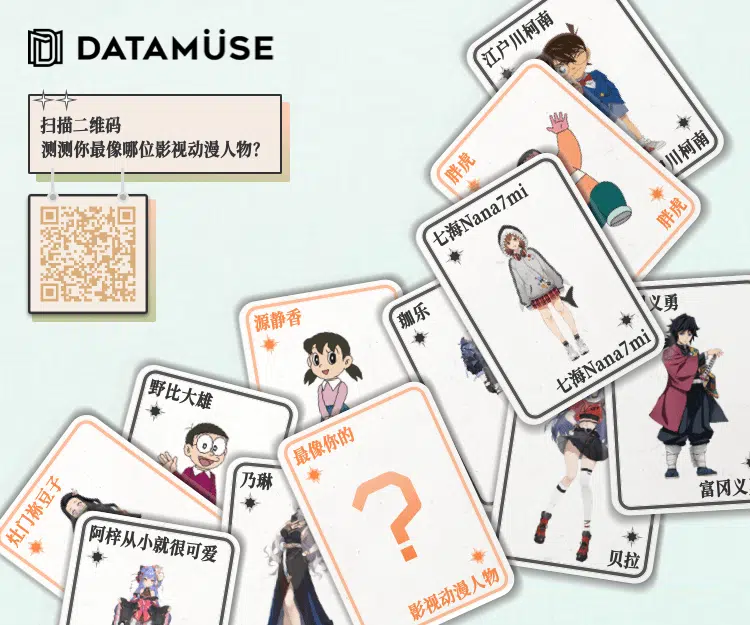 DATAMÜSE
扫描二维码
测测你最像哪位影视动漫人物?
江户川柯南
川柯南
胖虎
胖虎
七海Nana7mi
七海Nana7mi
源静香
珈乐
义勇
富冈义
贝拉
野比大雄
乃琳
灶门祢豆子
阿梓从小就很可爱
最像你的
影视动漫人物